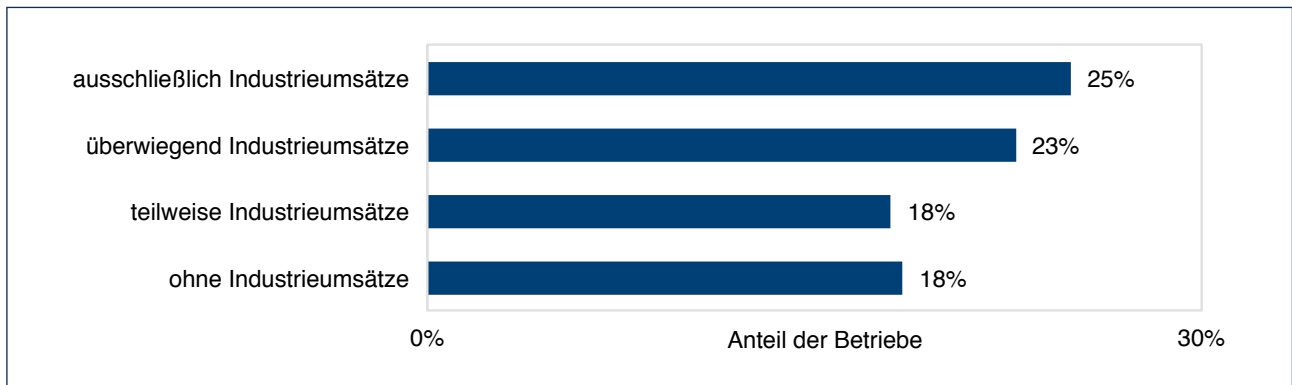 ausschließlich Industrieumsätze 25%
überwiegend Industrieumsätze 23%
teilweise Industrieumsätze 18%
ohne Industrieumsätze 18%
0% Anteil der Betriebe 30%